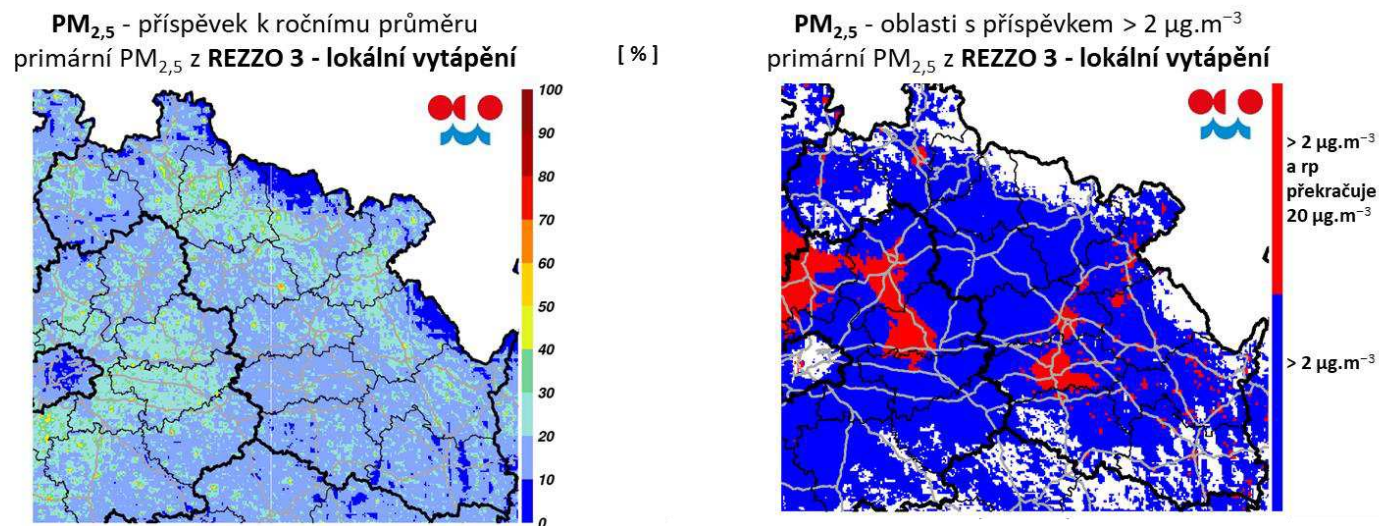 PM2,5 - příspěvek k ročnímu průměru
primární PM2,5 z REZZO 3 - lokální vytápění
[ % ]
100
90
80
70
60
50
40
30
20
10
0
PM2,5 - oblasti s příspěvkem > 2 µg.m−3
primární PM2,5 z REZZO 3 - lokální vytápění
> 2 µg.m−3
a rp
překračuje
20 µg.m−3
> 2 µg.m−3